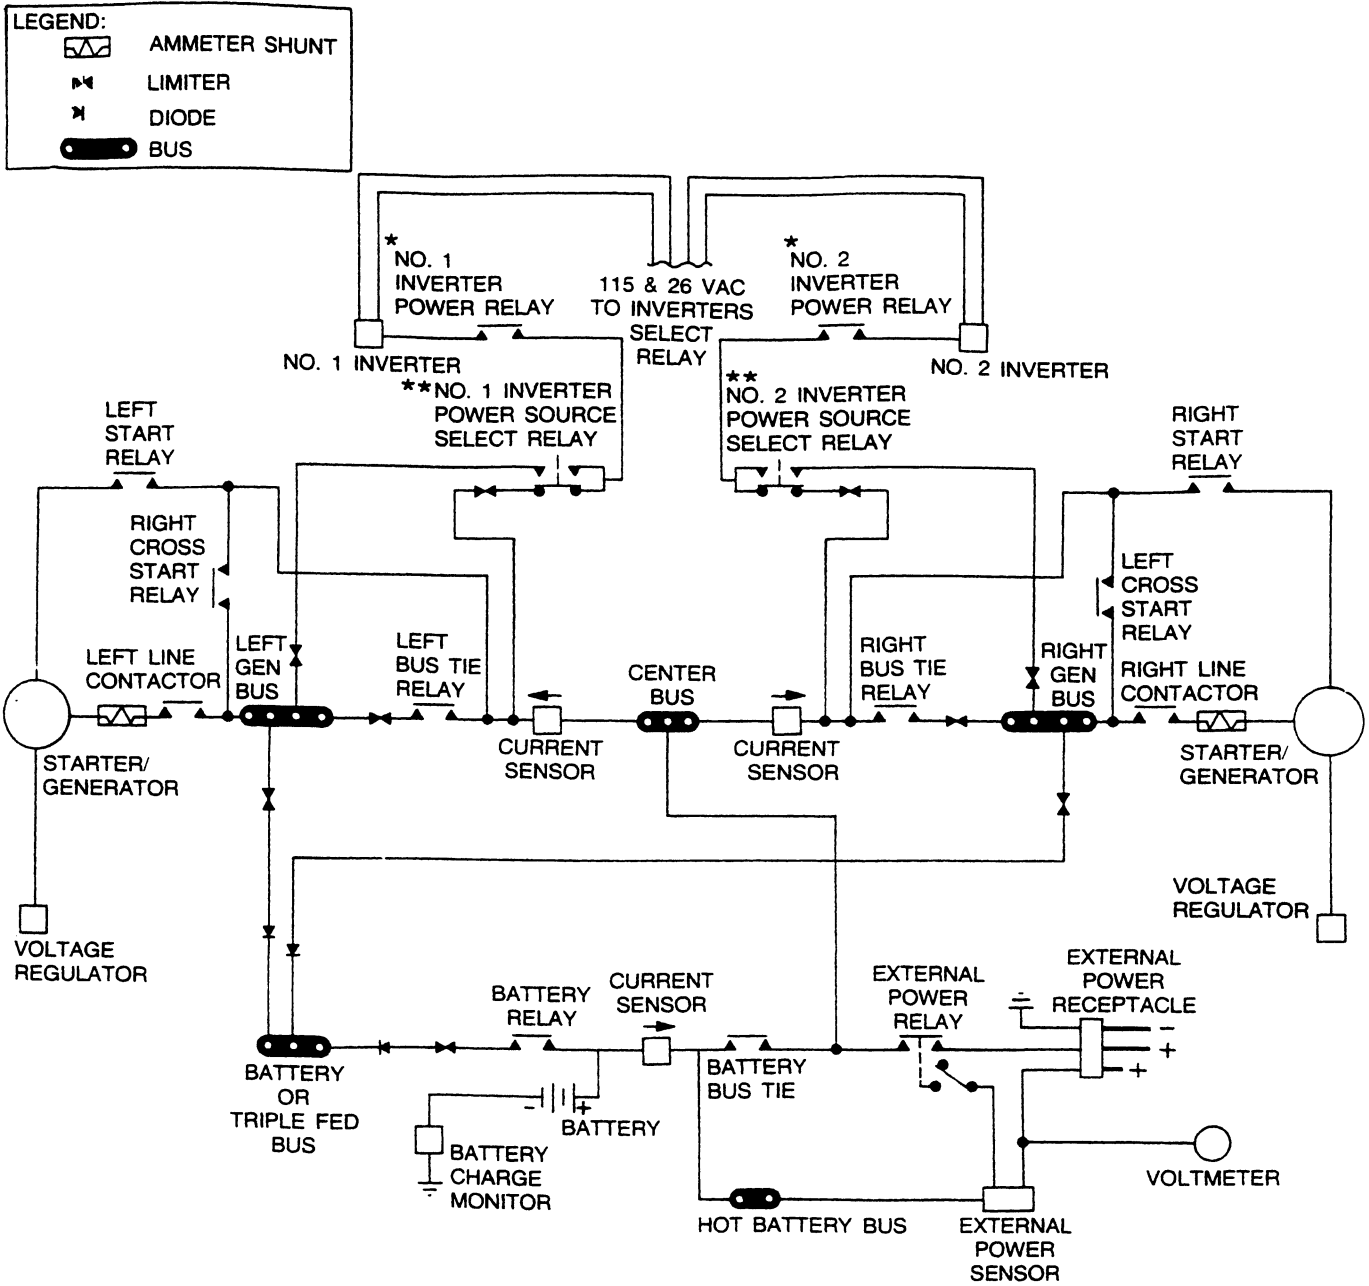 LEGEND:
AMMETER SHUNT
LIMITER
DIODE
BUS
*
NO. 1
INVERTER
POWER RELAY
115 & 26 VAC
TO INVERTERS
SELECT
RELAY
*
NO. 2
INVERTER
POWER RELAY
NO. 1 INVERTER
NO. 2 INVERTER
**NO. 1 INVERTER
POWER SOURCE
SELECT RELAY
**
NO. 2 INVERTER
POWER SOURCE
SELECT RELAY
LEFT
START
RELAY
RIGHT
START
RELAY
RIGHT
CROSS
START
RELAY
LEFT
CROSS
START
RELAY
LEFT LINE
CONTACTOR
LEFT
GEN
BUS
LEFT
BUS TIE
RELAY
CENTER
BUS
RIGHT
BUS TIE
RELAY
RIGHT
GEN
BUS
RIGHT LINE
CONTACTOR
STARTER/
GENERATOR
CURRENT
SENSOR
CURRENT
SENSOR
STARTER/
GENERATOR
VOLTAGE
REGULATOR
VOLTAGE
REGULATOR
BATTERY
RELAY
CURRENT
SENSOR
EXTERNAL
POWER
RELAY
EXTERNAL
POWER
RECEPTACLE
−
+
+
BATTERY
OR
TRIPLE FED
BUS
BATTERY
BUS TIE
- +
BATTERY
BATTERY
CHARGE
MONITOR
VOLTMETER
HOT BATTERY BUS
EXTERNAL
POWER
SENSOR